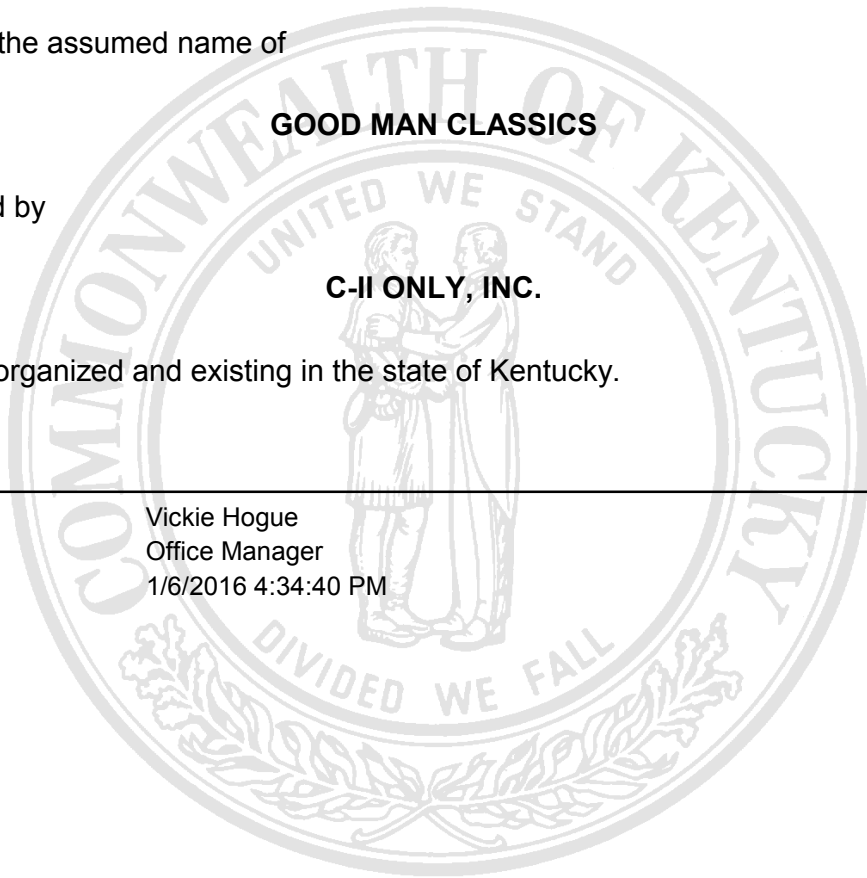 the assumed name of
GOOD MAN CLASSICS
by
C-II ONLY, INC.
organized and existing in the state of Kentucky.
Vickie Hogue
Office Manager
1/6/2016 4:34:40 PM
COMMONWEALTH OF KENTUCKY
UNITED WE STAND
DIVIDED WE FALL